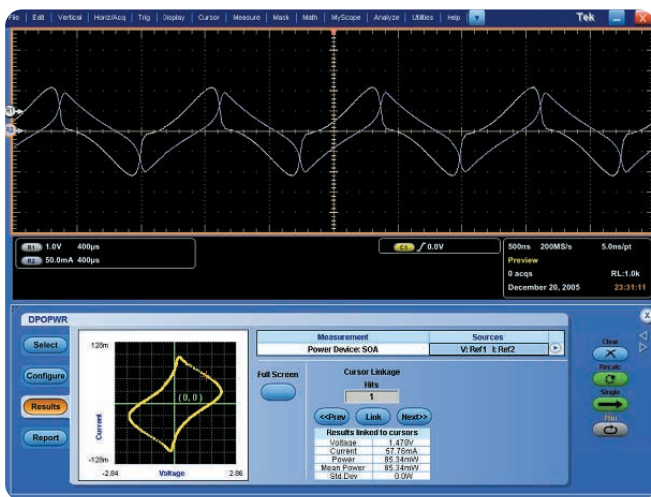 File | Edit | Vertical | Horiz/Acq | Trig | Display | Cursor | Measure | Mask | Math | MyScope | Analyze | Utilities | Help Tek
R1
R2
R1 1.0V 400µs
R2 50.0mA 400µs
C1 0.0V
500ns 200MS/s 5.0ns/pt
Preview
0 acqs RL:1.0k
December 20, 2005 23:31:11
DPOPWR
Select
Configure
Results
Report
128m
Current
-128m
(0, 0)
-2.84 Voltage 2.86
Measurement Sources
Power Device: SOA V: Ref1 I: Ref2
Full Screen
Cursor Linkage
Hits
1
<<Prev Link Next>>
Results linked to cursors
Voltage 1.478V
Current 57.76mA
Power 85.34mW
Mean Power 85.34mW
Std.Dev 0.0W
Clear
Recalc
Single